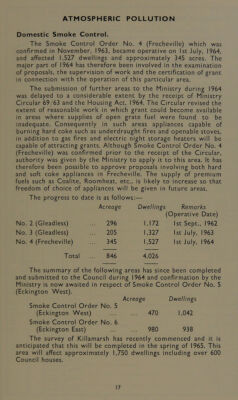 ATMOSPHERIC POLLUTION
Domestic Smoke Control.
The Smoke Control Order No. 4 (Frecheville) which was
confirmed in November, 1963, became operative on 1st July, 1964,
and affected 1,527 dwellings and approximately 345 acres. The
major part of 1964 has therefore been involved in the examination
of proposals, the supervision of work and the certification of grant
in connection with the operation of this particular area.
The submission of further areas to the Ministry during 1964
was delayed to a considerable extent by the receipt of Ministry
Circular 69/63 and the Housing Act, 1964. The Circular revised the
extent of reasonable work in which grant could become available
in areas where supplies of open grate fuel were found to be
inadequate. Consequently in such areas appliances capable of
burning hard coke such as underdraught fires and openable stoves,
in addition to gas fires and electric night storage heaters will be
capable of attracting grants. Although Smoke Control Order No. 4
(Frecheville) was confirmed prior to the receipt of the Circular,
authority was given by the Ministry to apply it to this area. It has
therefore been possible to approve proposals involving both hard
and soft coke appliances in Frecheville. The supply of premium
fuels such as Coalite, Roomheat, etc., is likely to increase so that
freedom of choice of appliances will be given in future areas.
The progress to date is as follows:—
Acreage Dwellings Remarks
(Operative Date)
No. 2 (Gleadless) ... 296 1,172 1st Sept., 1962
No. 3 (Gleadless) ... 205 1,327 1st July, 1963
No. 4 (Frecheville) ... 345 1,527 1st July, 1964
Total ... 846 4,026
The summary of the following areas has since been completed
and submitted to the Council during 1964 and confirmation by the
Ministry is now awaited in respect of Smoke Control Order No. 5
(Eckington West).
Acreage Dwellings
Smoke Control Order No. 5
(Eckington West) ... ... 470 1,042
Smoke Control Order No. 6
(Eckington East) ... ... 980 938
The survey of Killamarsh has recently commenced and it is
anticipated that this will be completed in the spring of 1965. This
area will affect approximately 1,750 dwellings including over 600
Council houses.
17